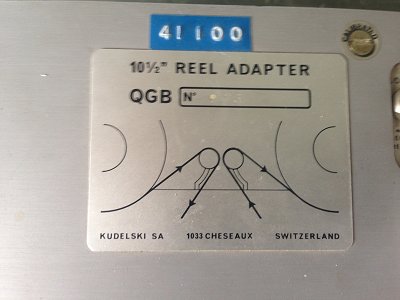 41100
10½" REEL ADAPTER
QGB N°
KUDELSKI SA 1033 CHESEAUX SWITZERLAND